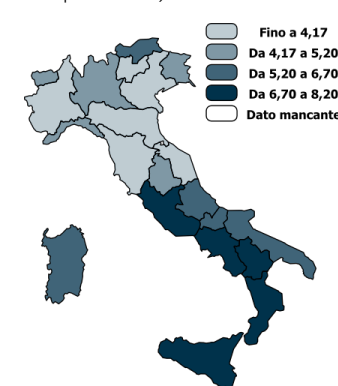 Fino a 4,17
Da 4,17 a 5,20
Da 5,20 a 6,70
Da 6,70 a 8,20
Dato mancante